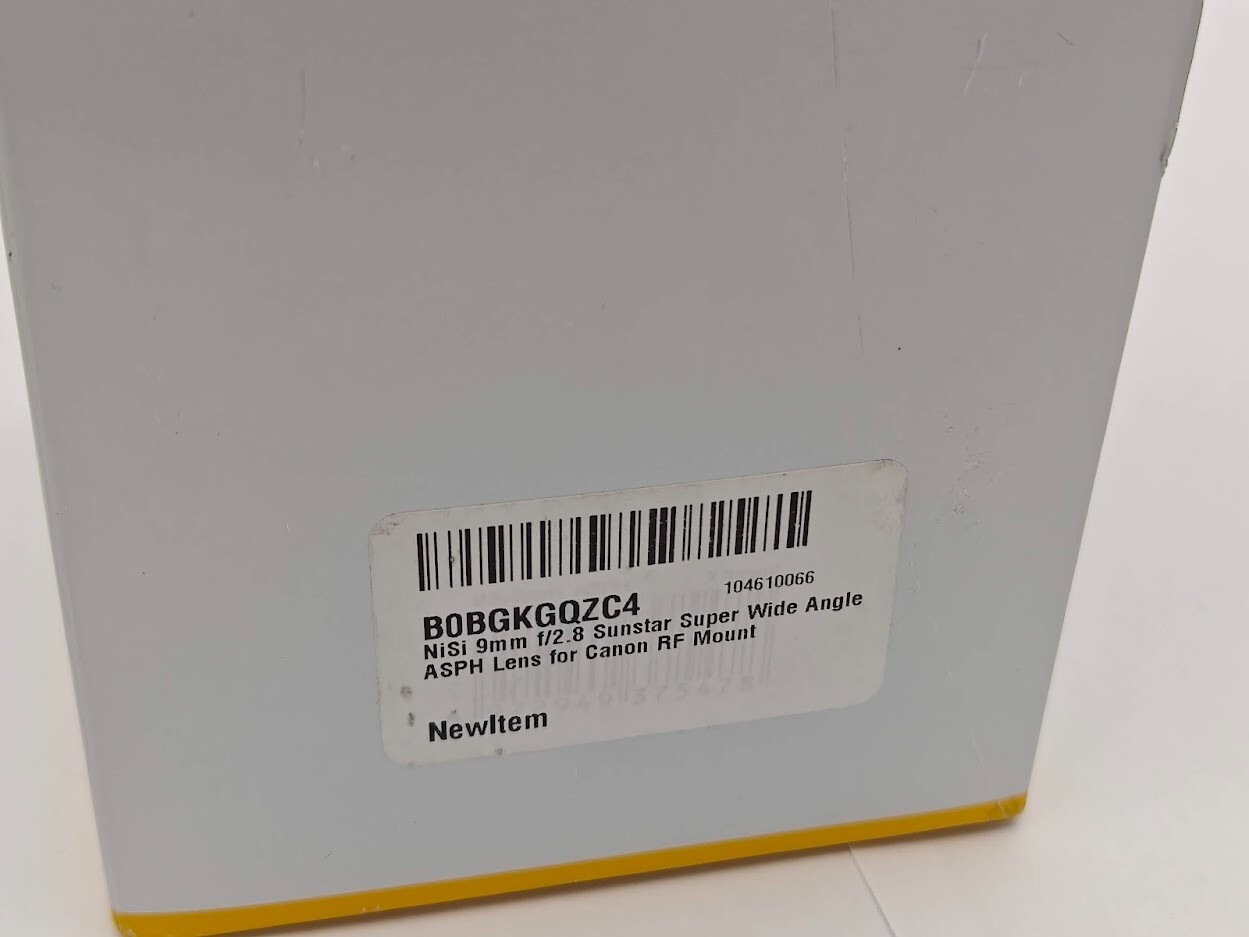 104610066
B0BGKGQZC4
NiSi 9mm f/2.8 Sunstar Super Wide Angle
ASPH Lens for Canon RF Mount
NewItem